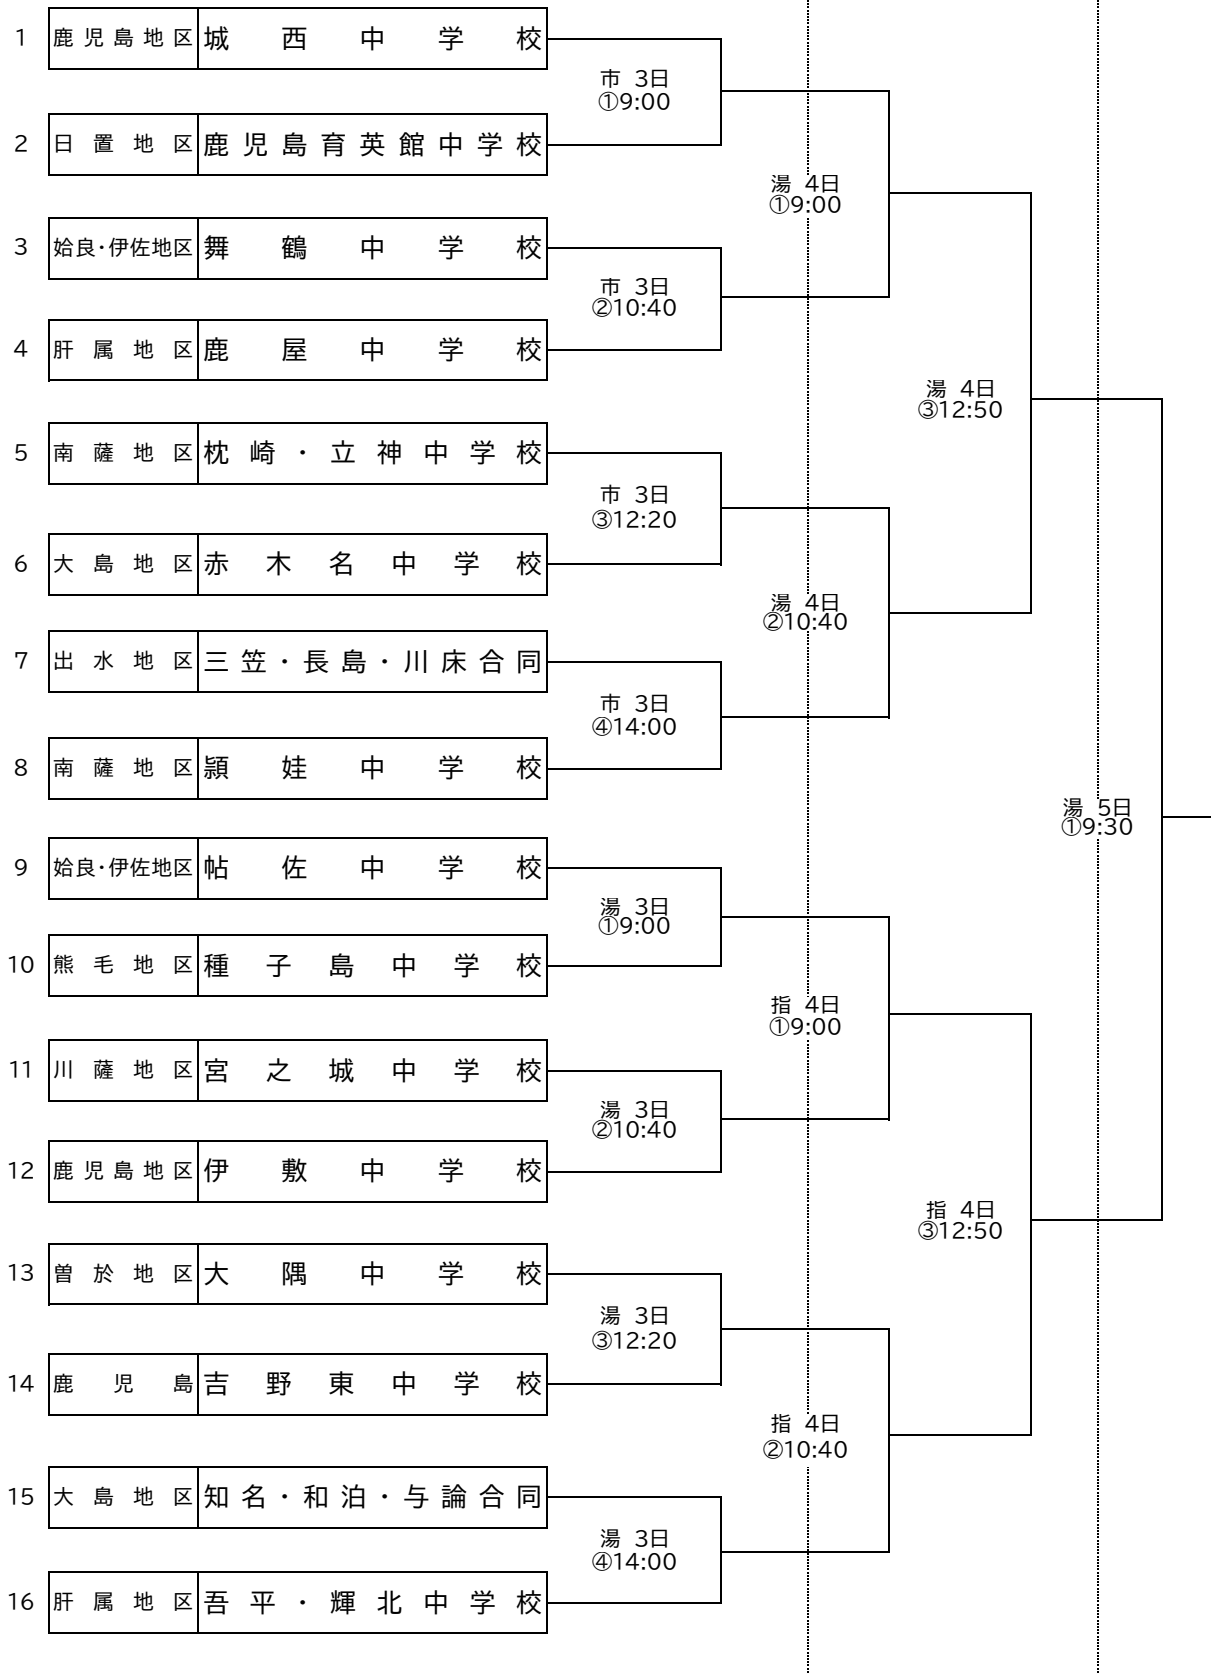 1 鹿児島地区 城西中学校
市 3日
①9:00
2 日置地区 鹿児島育英館中学校
湯 4日
①9:00
3 姶良・伊佐地区 舞鶴中学校
市 3日
②10:40
4 肝属地区 鹿屋中学校
湯 4日
③12:50
5 南薩地区 枕崎・立神中学校
市 3日
③12:20
6 大島地区 赤木名中学校
湯 4日
②10:40
7 出水地区 三笠・長島・川床合同
市 3日
④14:00
8 南薩地区 頴娃中学校
湯 5日
①9:30
9 姶良・伊佐地区 帖佐中学校
湯 3日
①9:00
10 熊毛地区 種子島中学校
指 4日
①9:00
11 川薩地区 宮之城中学校
湯 3日
②10:40
12 鹿児島地区 伊敷中学校
指 4日
③12:50
13 曽於地区 大隅中学校
湯 3日
③12:20
14 鹿児島 吉野東中学校
指 4日
②10:40
15 大島地区 知名・和泊・与論合同
湯 3日
④14:00
16 肝属地区 吾平・輝北中学校